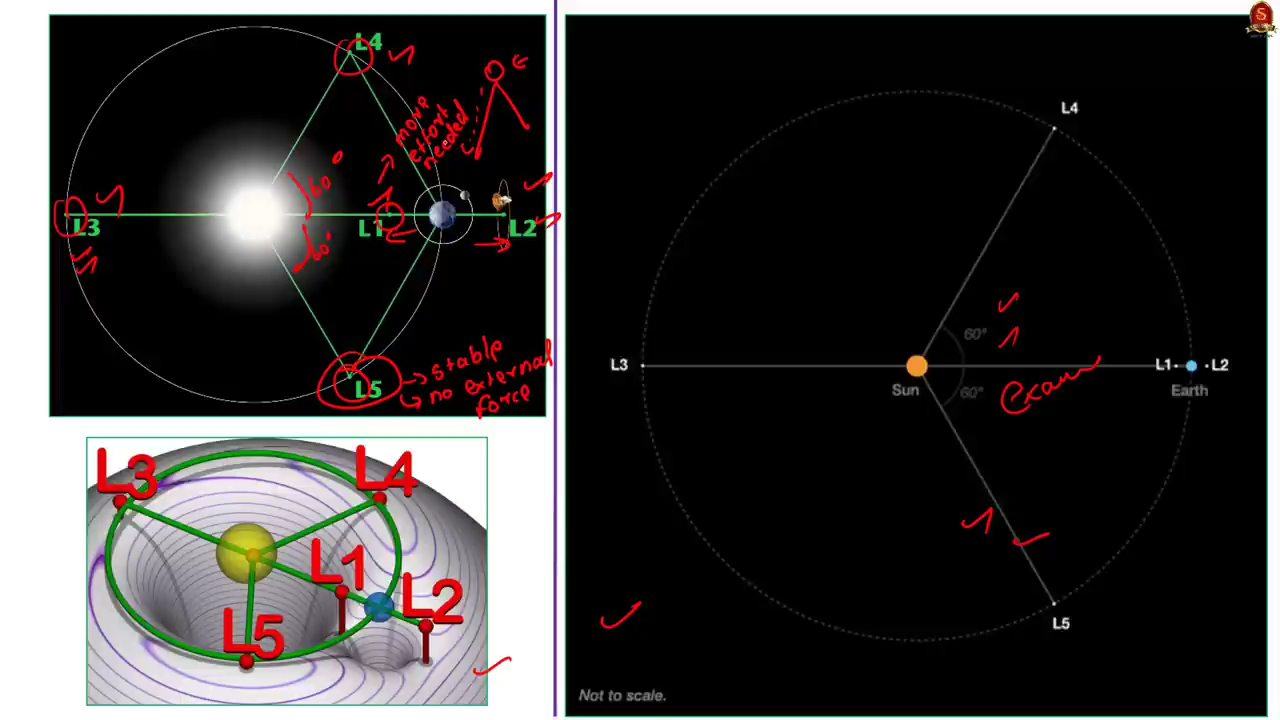 L4
E
more
effort
needed
60°
60°
L3
L1
L2
L5
→ stable
→ no external
force
L3
L4
L1
L2
L5
L4
60°
L3
L1
L2
Sun
60°
Earth
Exam
L5
Not to scale.
S